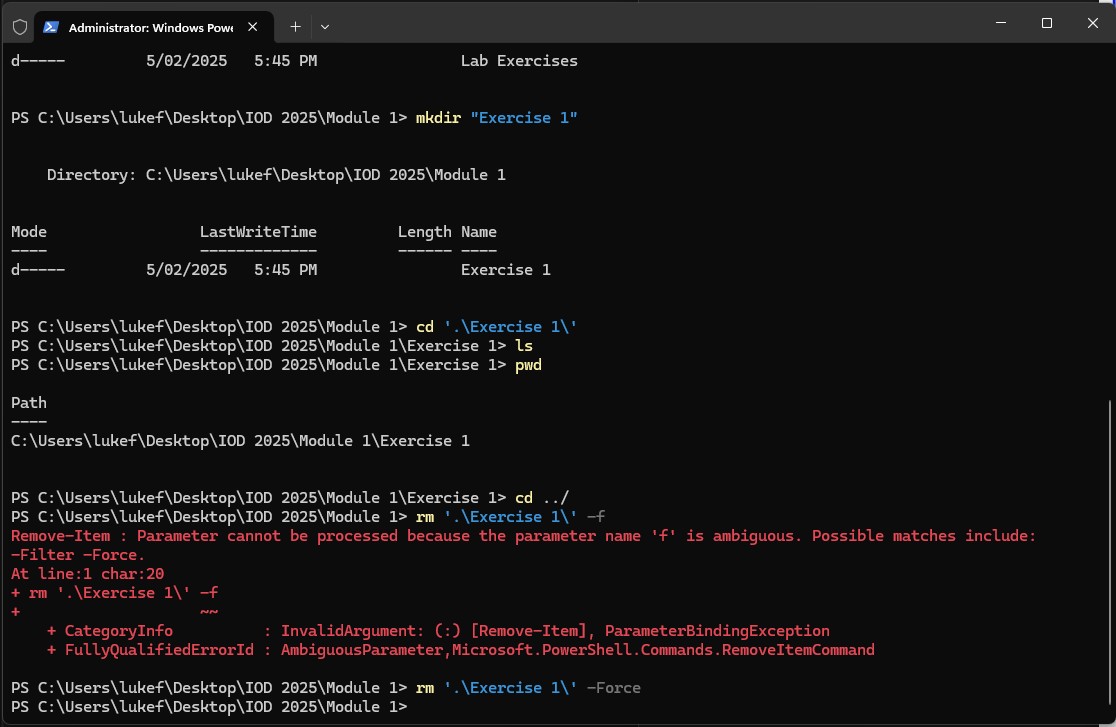 Administrator: Windows Powe
d-----         5/02/2025   5:45 PM                Lab Exercises
PS C:\Users\lukef\Desktop\IOD 2025\Module 1> mkdir "Exercise 1"
    Directory: C:\Users\lukef\Desktop\IOD 2025\Module 1
Mode                 LastWriteTime         Length Name
----                 -------------         ------ ----
d-----         5/02/2025   5:45 PM                Exercise 1
PS C:\Users\lukef\Desktop\IOD 2025\Module 1> cd '.\Exercise 1\'
PS C:\Users\lukef\Desktop\IOD 2025\Module 1\Exercise 1> ls
PS C:\Users\lukef\Desktop\IOD 2025\Module 1\Exercise 1> pwd
Path
----
C:\Users\lukef\Desktop\IOD 2025\Module 1\Exercise 1
PS C:\Users\lukef\Desktop\IOD 2025\Module 1\Exercise 1> cd ../
PS C:\Users\lukef\Desktop\IOD 2025\Module 1> rm '.\Exercise 1\' -f
Remove-Item : Parameter cannot be processed because the parameter name 'f' is ambiguous. Possible matches include:
-Filter -Force.
At line:1 char:20
+ rm '.\Exercise 1\' -f
+                    ~~
    + CategoryInfo          : InvalidArgument: (:) [Remove-Item], ParameterBindingException
    + FullyQualifiedErrorId : AmbiguousParameter,Microsoft.PowerShell.Commands.RemoveItemCommand
PS C:\Users\lukef\Desktop\IOD 2025\Module 1> rm '.\Exercise 1\' -Force
PS C:\Users\lukef\Desktop\IOD 2025\Module 1>